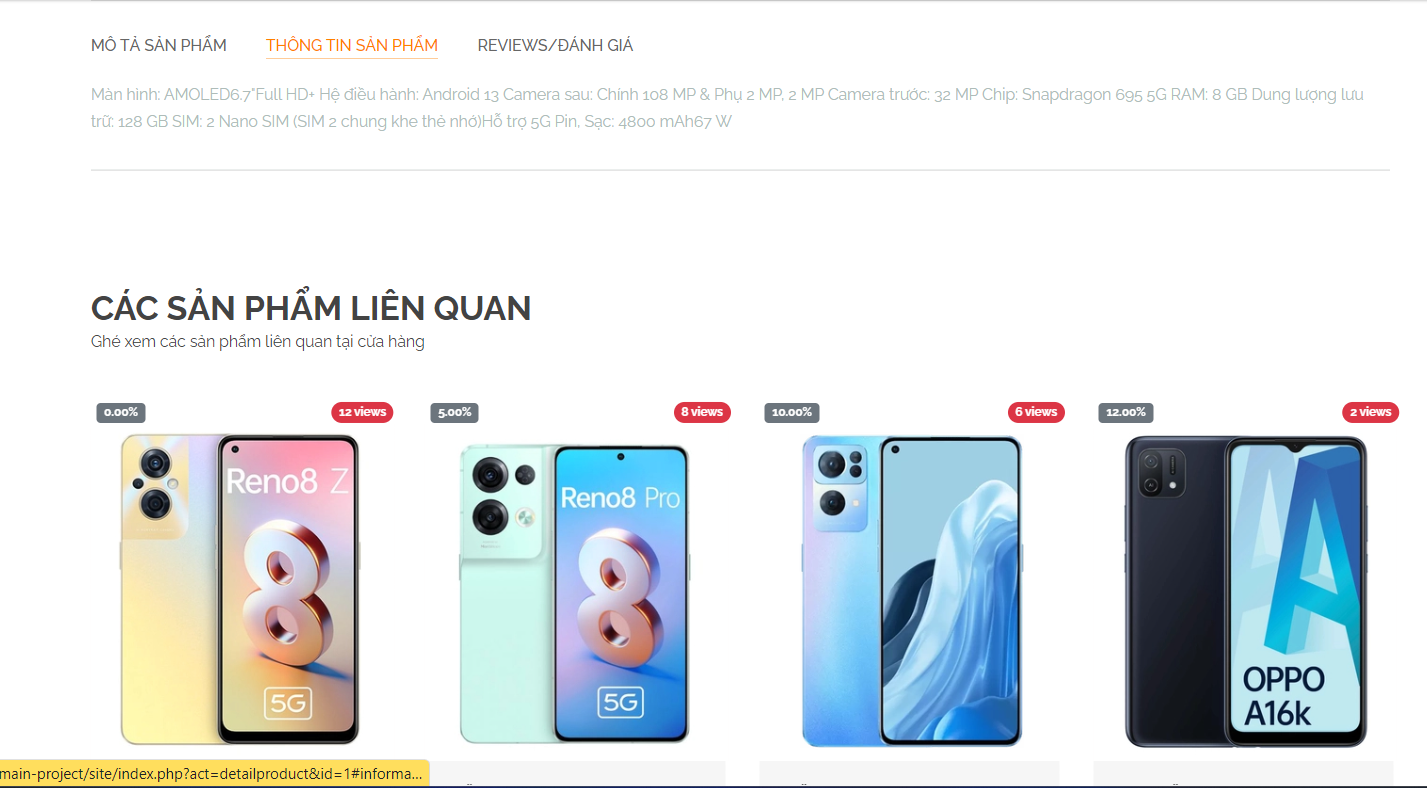 MÔ TẢ SẢN PHẨM THÔNG TIN SẢN PHẨM REVIEWS/ĐÁNH GIÁ
Màn hình: AMOLED6.7"Full HD+ Hệ điều hành: Android 13 Camera sau: Chính 108 MP & Phụ 2 MP, 2 MP Camera trước: 32 MP Chip: Snapdragon 695 5G RAM: 8 GB Dung lượng lưu
trữ: 128 GB SIM: 2 Nano SIM (SIM 2 chung khe thẻ nhớ)Hỗ trợ 5G Pin, Sạc: 4800 mAh67 W
CÁC SẢN PHẨM LIÊN QUAN
Ghé xem các sản phẩm liên quan tại cửa hàng
0.00% 12 views 5.00% 8 views 10.00% 6 views 12.00% 2 views
Reno8 Z
Reno8 Pro
5G
5G
OPPO
A16k
main-project/site/index.php?act=detailproduct&id=1#informa...